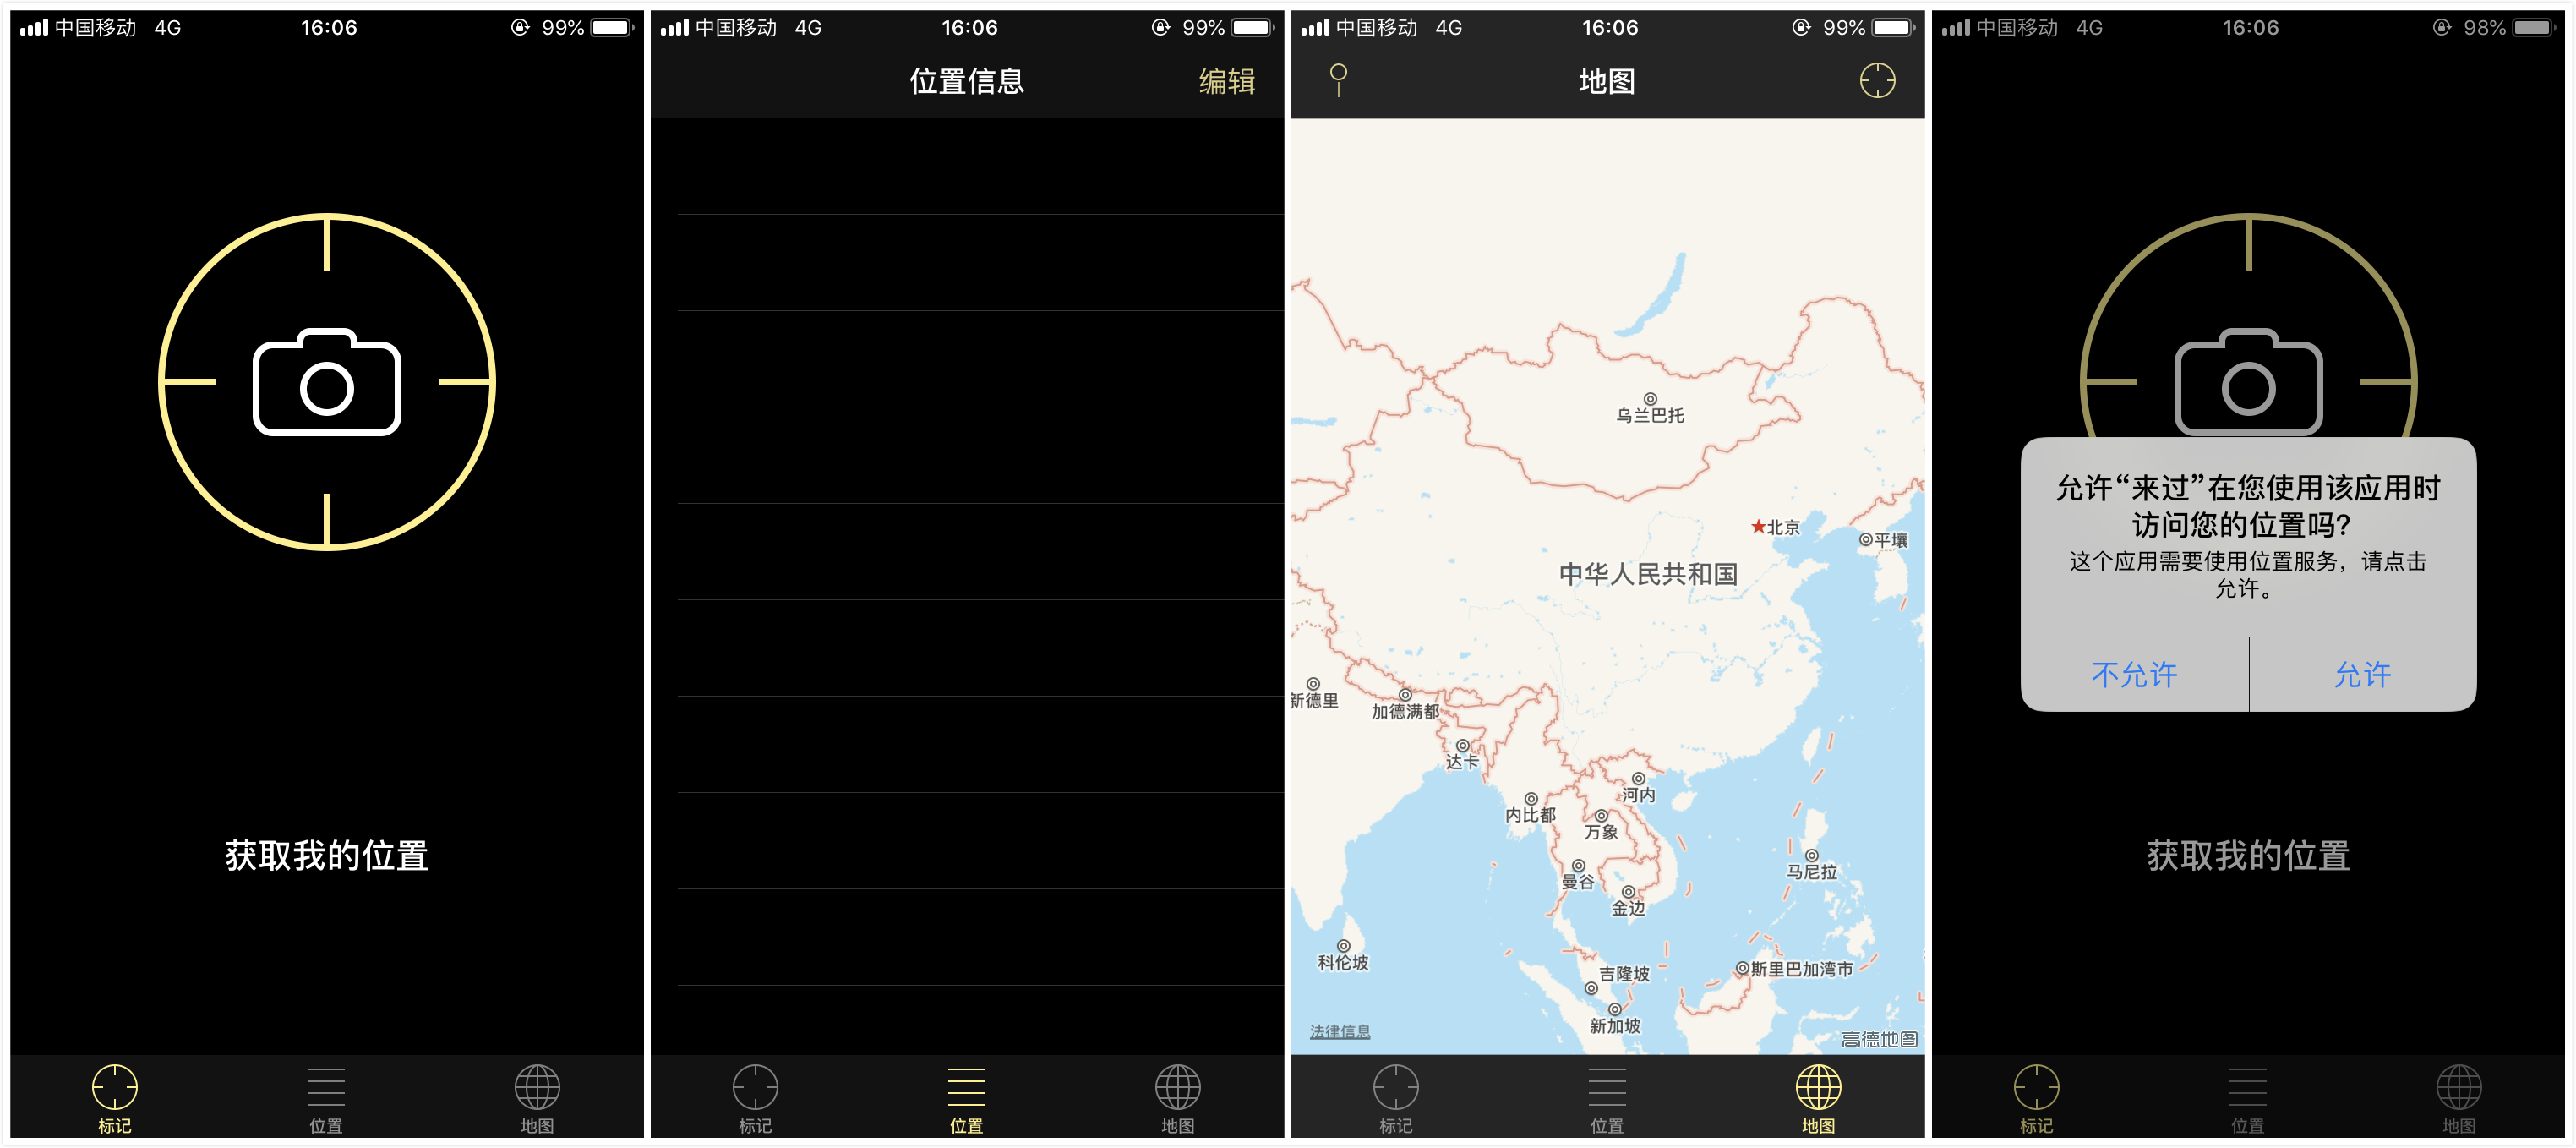 中国移动 4G 16:06 99%
获取我的位置
标记 位置 地图
中国移动 4G 16:06 99%
位置信息 编辑
标记 位置 地图
中国移动 4G 16:06 99%
地图
乌兰巴托
北京
平壤
中华人民共和国
新德里
加德满都
达卡
河内
内比都
万象
马尼拉
曼谷
金边
科伦坡
斯里巴加湾市
吉隆坡
新加坡
法律信息
高德地图
标记 位置 地图
中国移动 4G 16:06 98%
允许“来过”在您使用该应用时
访问您的位置吗?
这个应用需要使用位置服务，请点击
允许。
不允许 允许
获取我的位置
标记 位置 地图